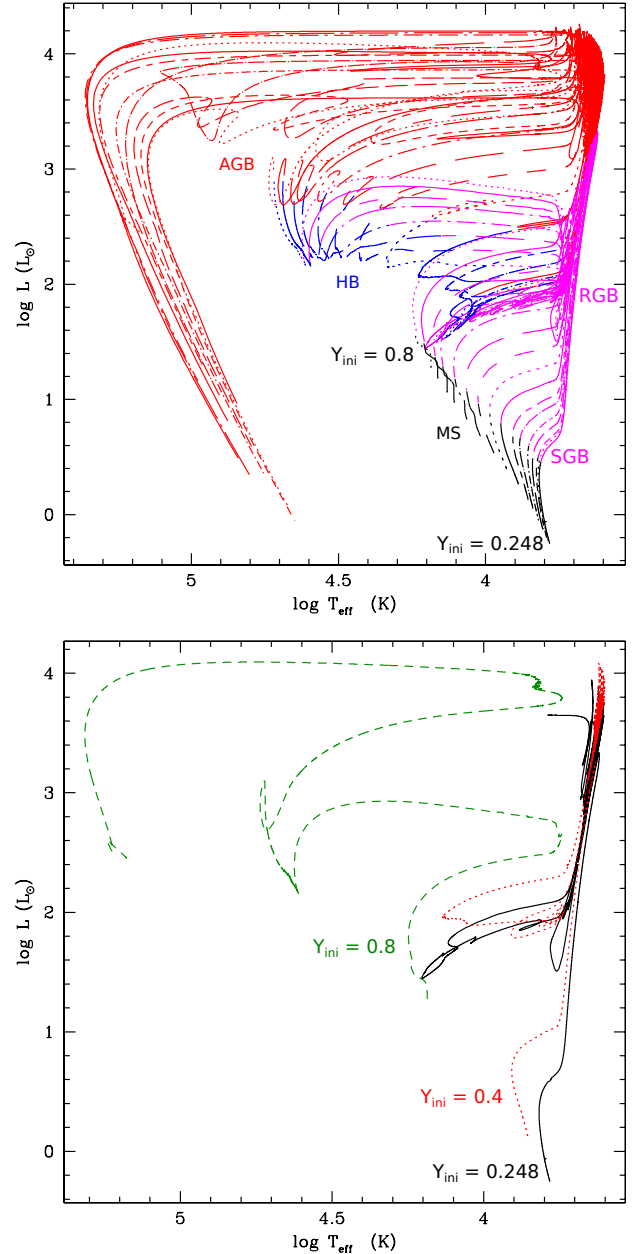 4
3
2
1
0
log L (L⊙)
AGB
HB
RGB
Yini = 0.8
MS
SGB
Yini = 0.248
5
4.5
4
log Teff (K)
4
3
2
1
0
log L (L⊙)
Yini = 0.8
Yini = 0.4
Yini = 0.248
5
4.5
4
log Teff (K)